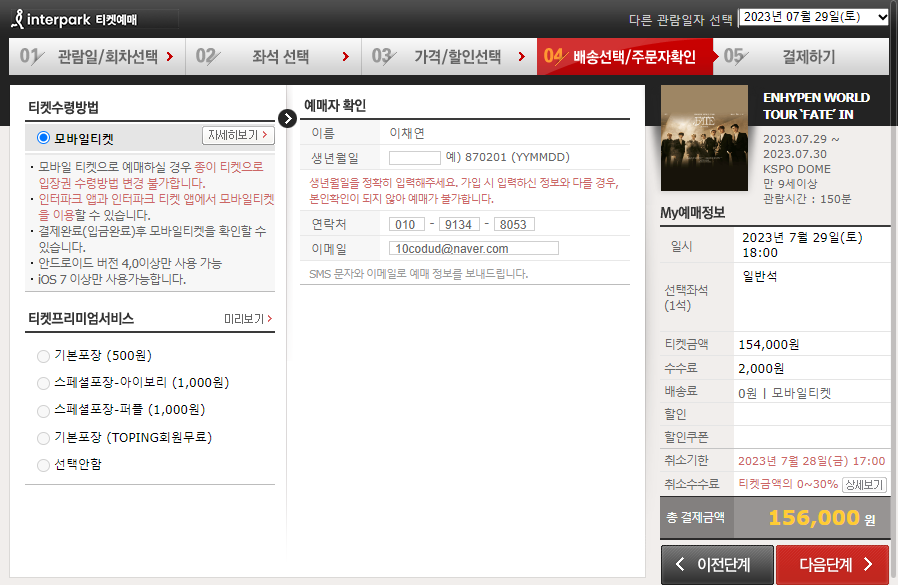 interpark 티켓예매
다른 관람일자 선택 2023년 07월 29일(토)
01 관람일/회차선택
02 좌석 선택
03 가격/할인선택
04 배송선택/주문자확인
05 결제하기
티켓수령방법
모바일티켓
자세히보기
· 모바일 티켓으로 예매하실 경우 종이 티켓으로
입장권 수령방법 변경 불가합니다.
· 인터파크 앱과 인터파크 티켓 앱에서 모바일티켓
을 이용할 수 있습니다.
· 결제완료(입금완료)후 모바일티켓을 확인할 수
있습니다.
· 안드로이드 버전 4,0이상만 사용 가능
· iOS 7 이상만 사용가능합니다.
티켓프리미엄서비스
미리보기
기본포장 (500원)
스페셜포장-아이보리 (1,000원)
스페셜포장-퍼플 (1,000원)
기본포장 (TOPING회원무료)
선택안함
예매자 확인
이름 이채연
생년월일 예) 870201 (YYMMDD)
생년월일을 정확히 입력해주세요. 가입 시 입력하신 정보와 다를 경우,
본인확인이 되지 않아 예매가 불가합니다.
연락처 010 - 9134 - 8053
이메일 10codud@naver.com
SMS 문자와 이메일로 예매 정보를 보내드립니다.
FATE
ENHYPEN WORLD
TOUR 'FATE' IN
2023.07.29 ~
2023.07.30
KSPO DOME
만 9세이상
관람시간 : 150분
My예매정보
일시 2023년 7월 29일(토)
18:00
선택좌석
(1석)
일반석
티켓금액 154,000원
수수료 2,000원
배송료 0원 | 모바일티켓
할인
할인쿠폰
취소기한 2023년 7월 28일(금) 17:00
취소수수료 티켓금액의 0~30% 상세보기
총 결제금액 156,000 원
이전단계
다음단계